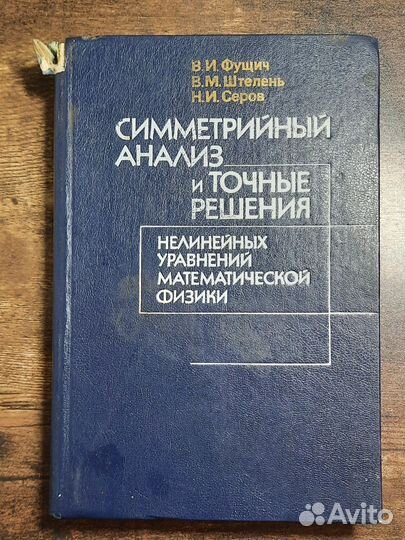 В.И. Фущич
В.М. Штелень
Н.И. Серов
СИММЕТРИЙНЫЙ
АНАЛИЗ
и ТОЧНЫЕ
РЕШЕНИЯ
НЕЛИНЕЙНЫХ
УРАВНЕНИЙ
МАТЕМАТИЧЕСКОЙ
ФИЗИКИ
Avito